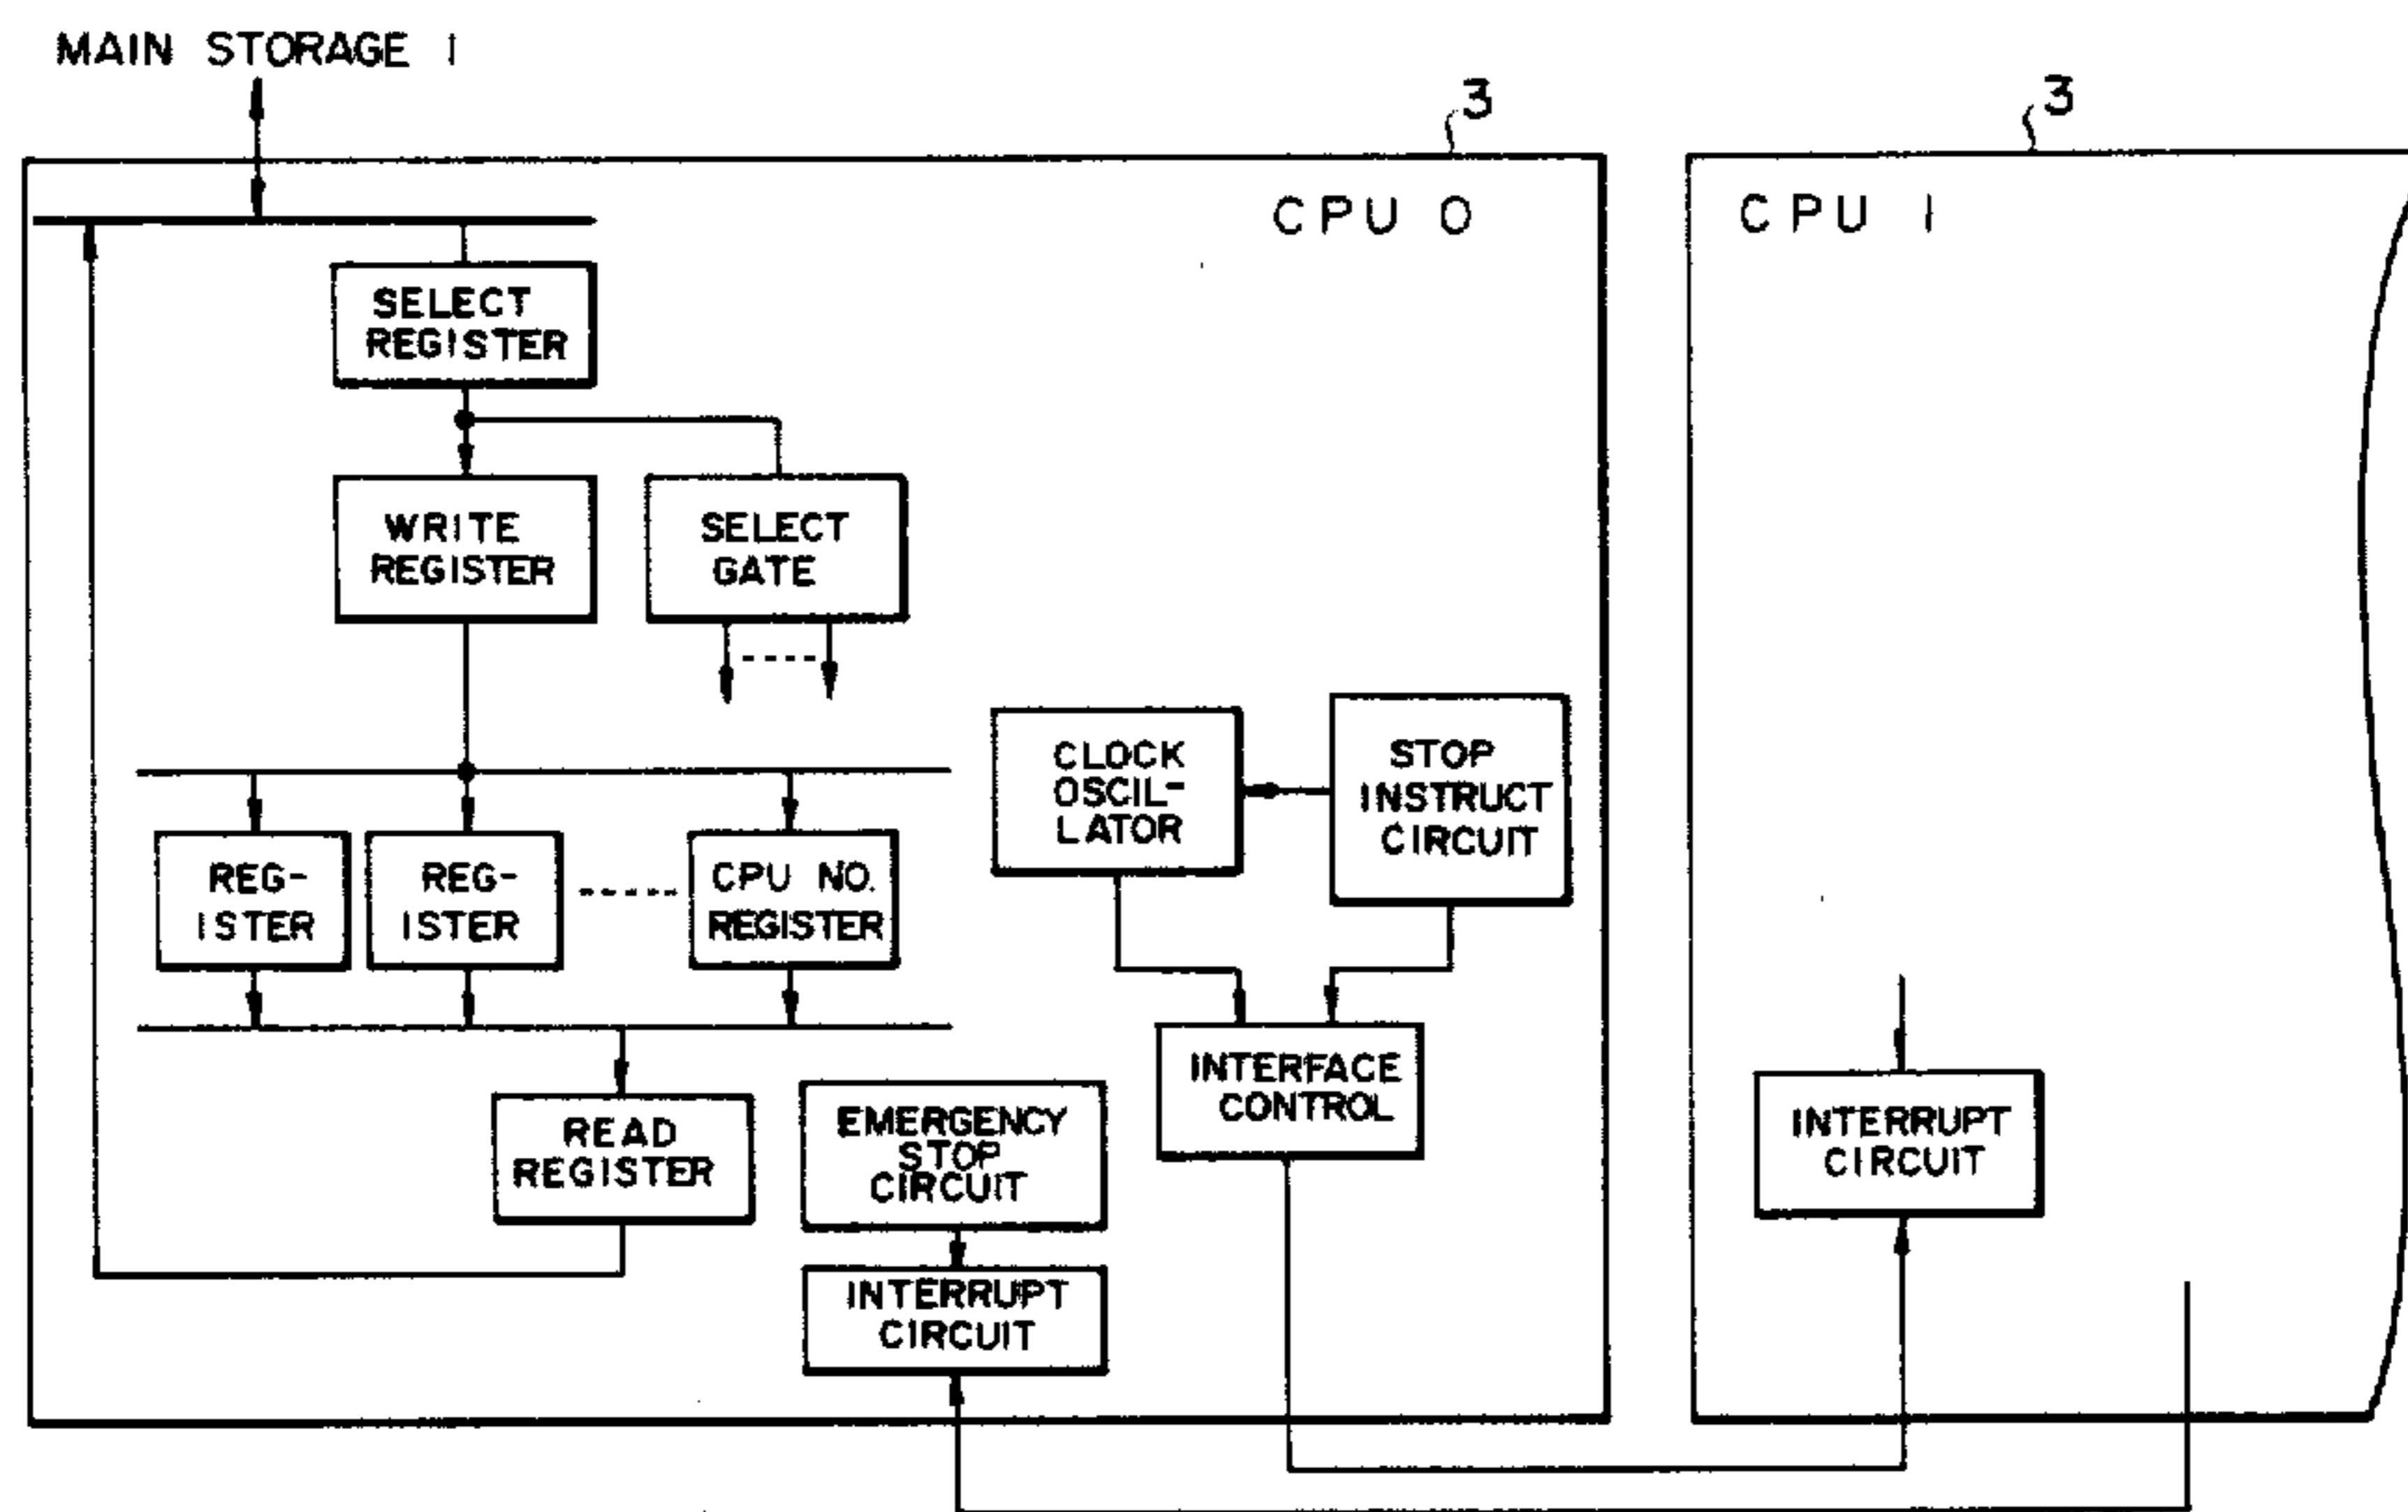 MAIN STORAGE 1
3
3
CPU 0
CPU 1
SELECT
REGISTER
WRITE
REGISTER
SELECT
GATE
CLOCK
OSCIL-
LATOR
STOP
INSTRUCT
CIRCUIT
REG-
ISTER
REG-
ISTER
CPU NO.
REGISTER
INTERFACE
CONTROL
READ
REGISTER
EMERGENCY
STOP
CIRCUIT
INTERRUPT
CIRCUIT
INTERRUPT
CIRCUIT